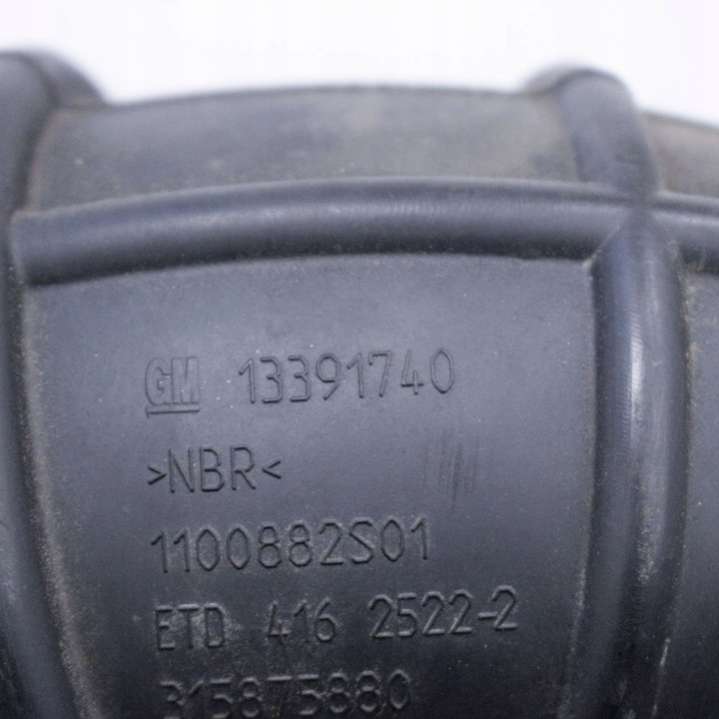 GM 13391740
>NBR<
1100882S01
ETD 416 2522-2
315875880